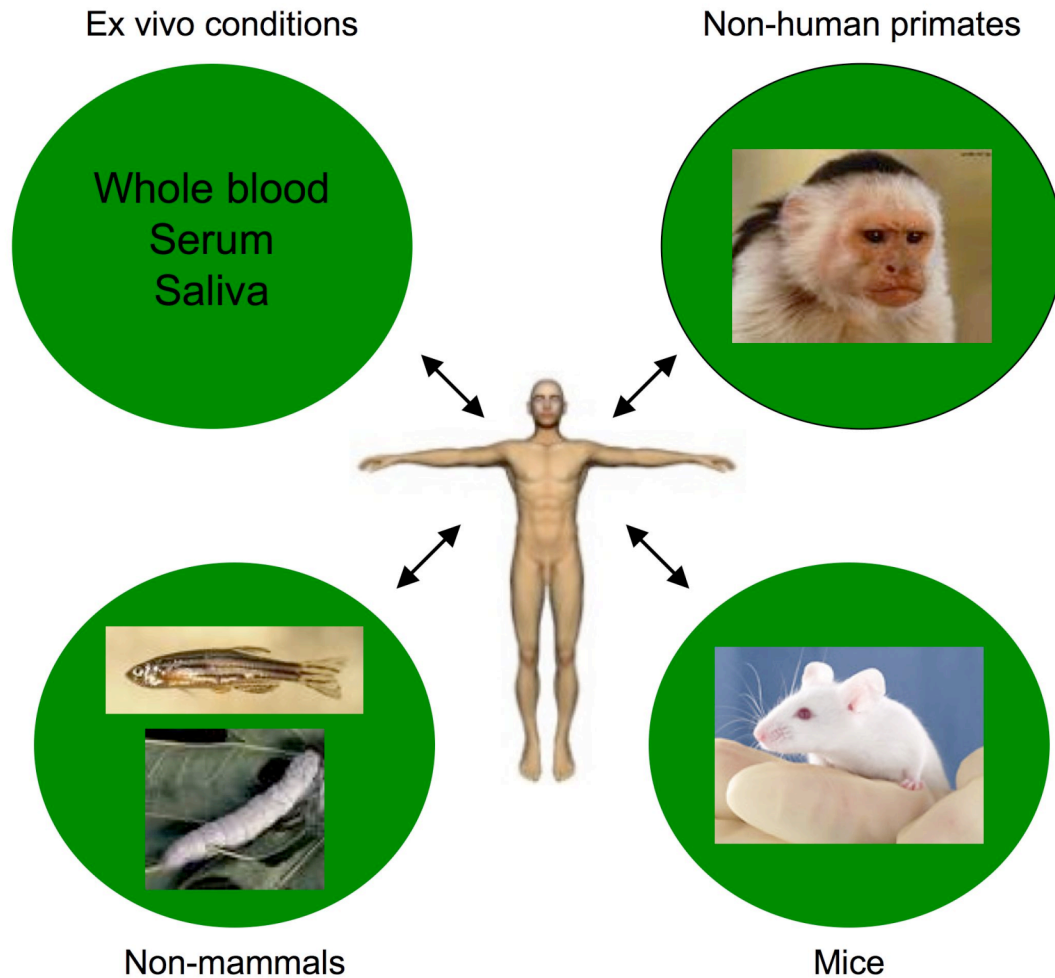 Ex vivo conditions
Non-human primates
Whole blood
Serum
Saliva
Non-mammals
Mice